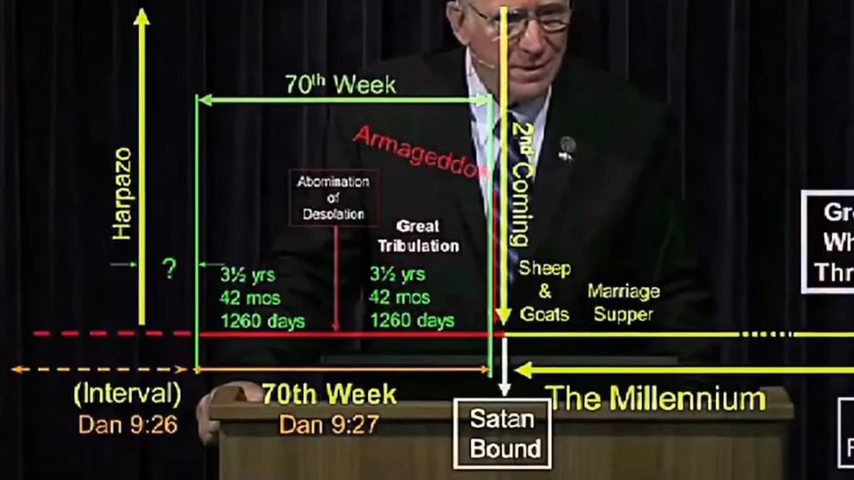 70th Week
Armageddon
2nd Coming
Harpazo
Abomination
of
Desolation
Great
Tribulation
?
3½ yrs
42 mos
1260 days
3½ yrs
42 mos
1260 days
Sheep
&
Goats
Marriage
Supper
(Interval)
Dan 9:26
70th Week
Dan 9:27
The Millennium
Satan
Bound